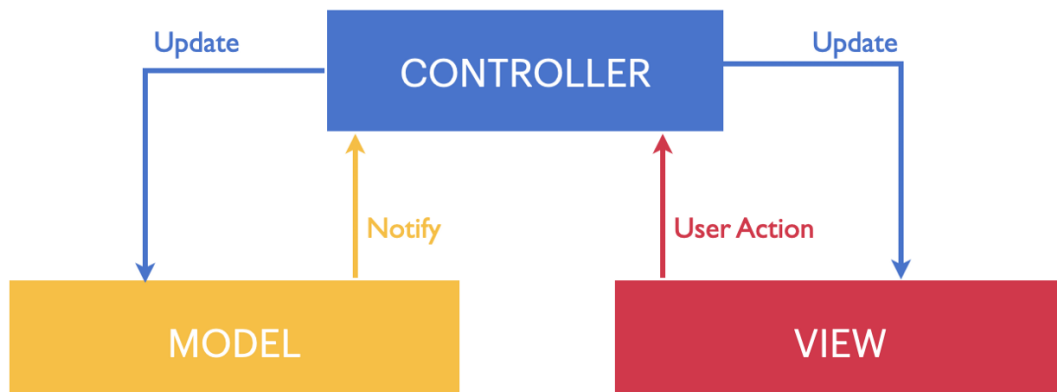 Update
Update
CONTROLLER
Notify
User Action
MODEL
VIEW